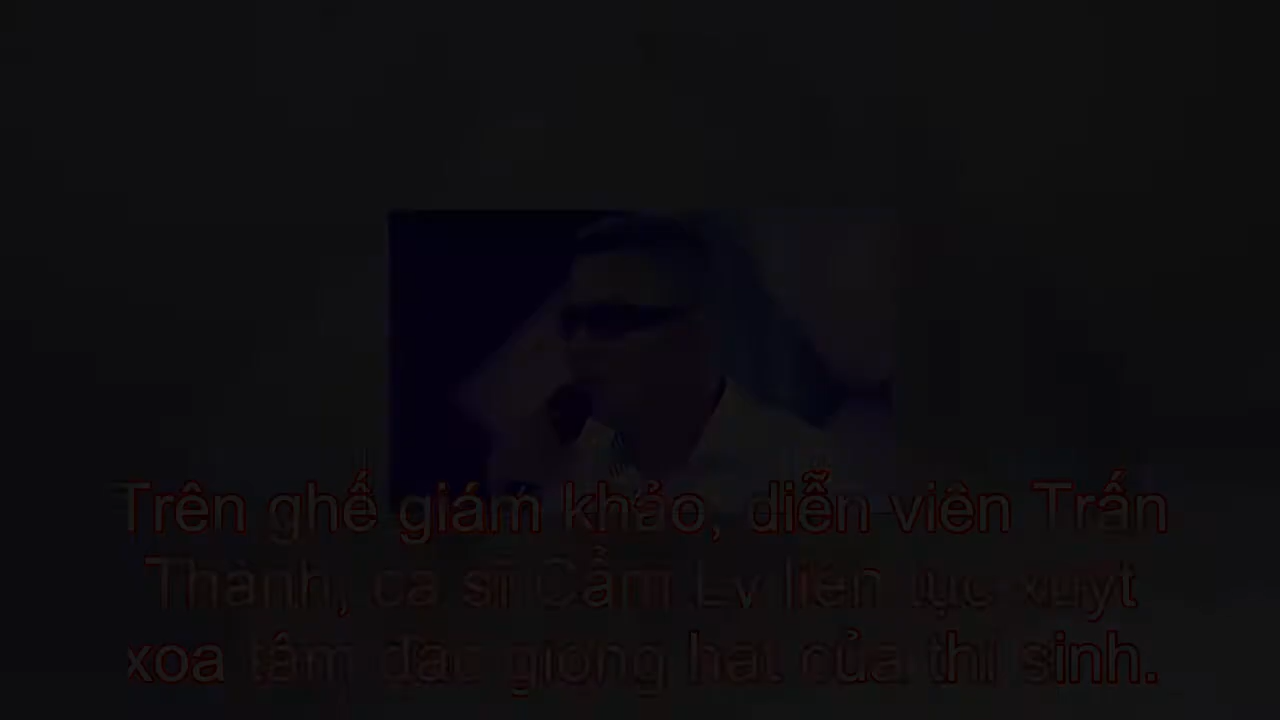 Trên ghế giám khảo, diễn viên Trấn
Thành, ca sĩ Cẩm Ly liên tục xuýt
xoa tâm đắc giọng hát của thí sinh.